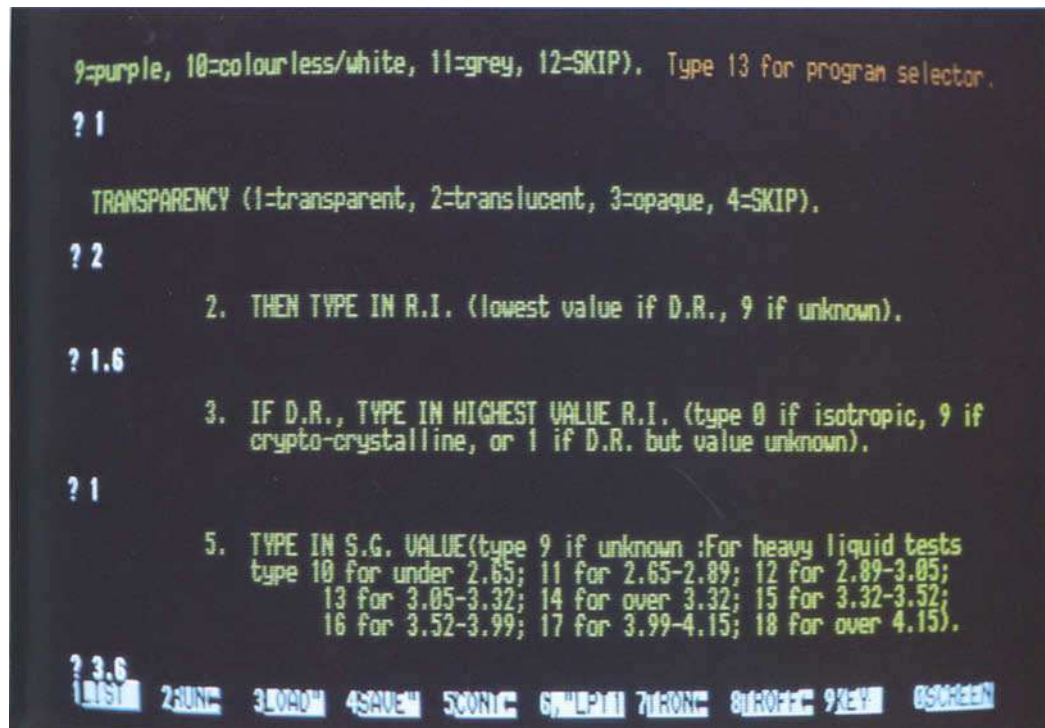 9=purple, 10=colourless/white, 11=grey, 12=SKIP). Type 13 for program selector.
? 1
TRANSPARENCY (1=transparent, 2=translucent, 3=opaque, 4=SKIP).
? 2
2. THEN TYPE IN R.I. (lowest value if D.R., 9 if unknown).
? 1.6
3. IF D.R., TYPE IN HIGHEST VALUE R.I. (type 0 if isotropic, 9 if
crypto-crystalline, or 1 if D.R. but value unknown).
? 1
5. TYPE IN S.G. VALUE(type 9 if unknown :For heavy liquid tests
type 10 for under 2.65; 11 for 2.65-2.89; 12 for 2.89-3.05;
13 for 3.05-3.32; 14 for over 3.32; 15 for 3.32-3.52;
16 for 3.52-3.99; 17 for 3.99-4.15; 18 for over 4.15).
? 3.6
1LIST 2RUN← 3LOAD" 4SAVE" 5CONT← 6,"LPT1 7TRON← 8TROFF← 9KEY 0SCREEN